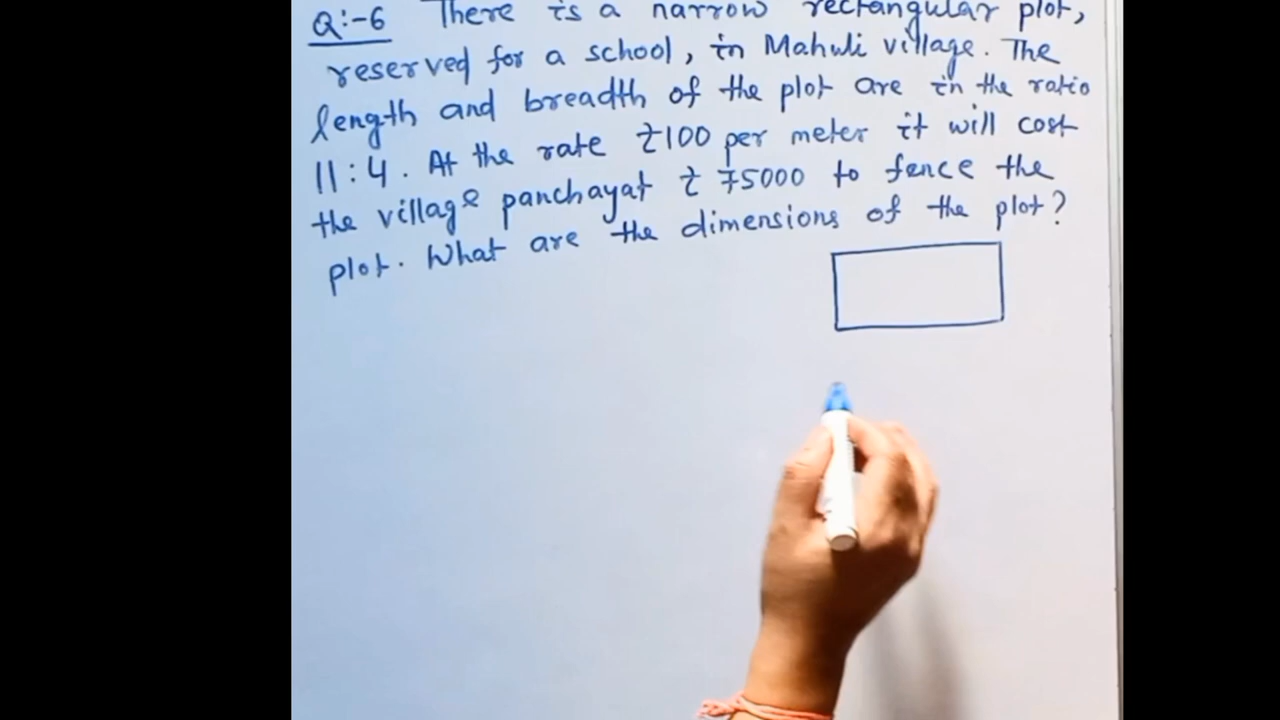 Q:-6 There is a narrow rectangular plot,
reserved for a school, in Mahuli village. The
length and breadth of the plot are in the ratio
11:4. At the rate ₹100 per meter it will cost
the village panchayat ₹ 75000 to fence the
plot. What are the dimensions of the plot?